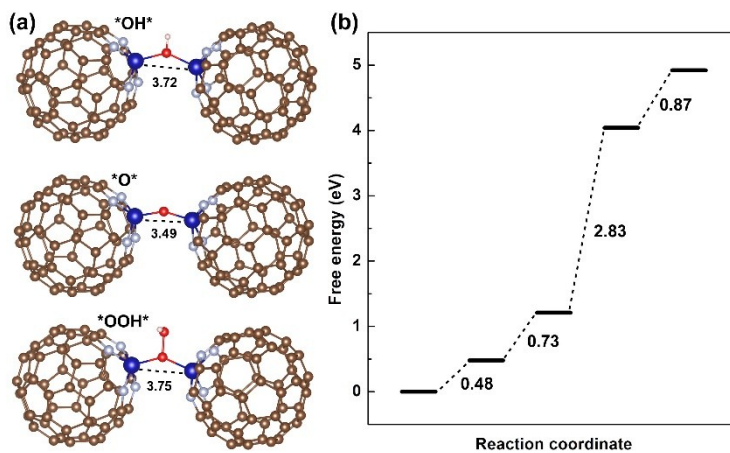 (a)
*OH*
3.72
*O*
3.49
*OOH*
3.75
(b)
Free energy (eV)
5
4
3
2
1
0
0.48
0.73
2.83
0.87
Reaction coordinate